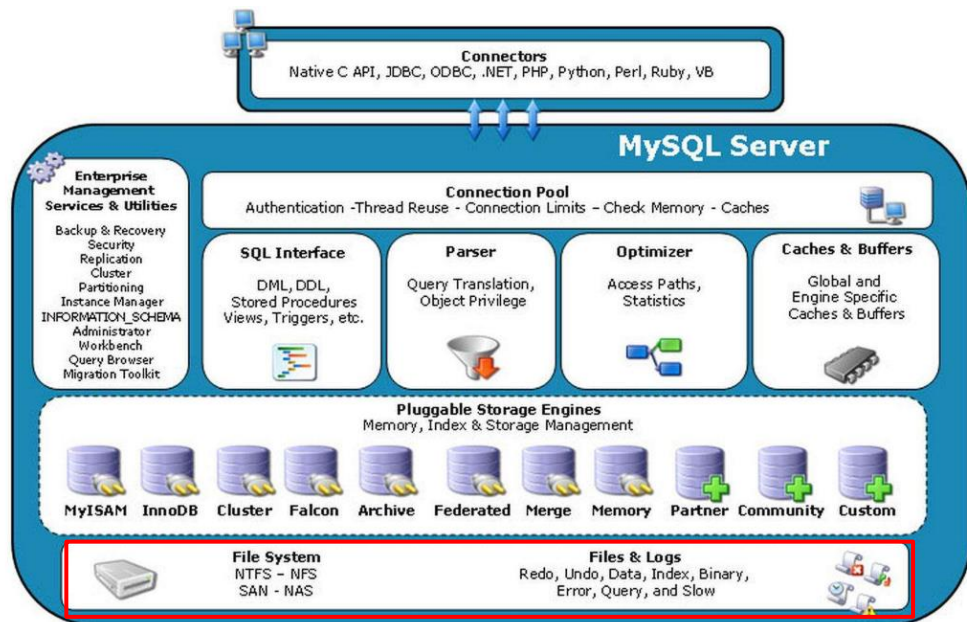 Connectors
Native C API, JDBC, ODBC, .NET, PHP, Python, Perl, Ruby, VB
MySQL Server
Enterprise
Management
Services & Utilities
Backup & Recovery
Security
Replication
Cluster
Partitioning
Instance Manager
INFORMATION_SCHEMA
Administrator
Workbench
Query Browser
Migration Toolkit
Connection Pool
Authentication -Thread Reuse - Connection Limits – Check Memory - Caches
SQL Interface
DML, DDL,
Stored Procedures
Views, Triggers, etc.
Parser
Query Translation,
Object Privilege
Optimizer
Access Paths,
Statistics
Caches & Buffers
Global and
Engine Specific
Caches & Buffers
Pluggable Storage Engines
Memory, Index & Storage Management
MyISAM InnoDB Cluster Falcon Archive Federated Merge Memory Partner Community Custom
File System
NTFS – NFS
SAN - NAS
Files & Logs
Redo, Undo, Data, Index, Binary,
Error, Query, and Slow